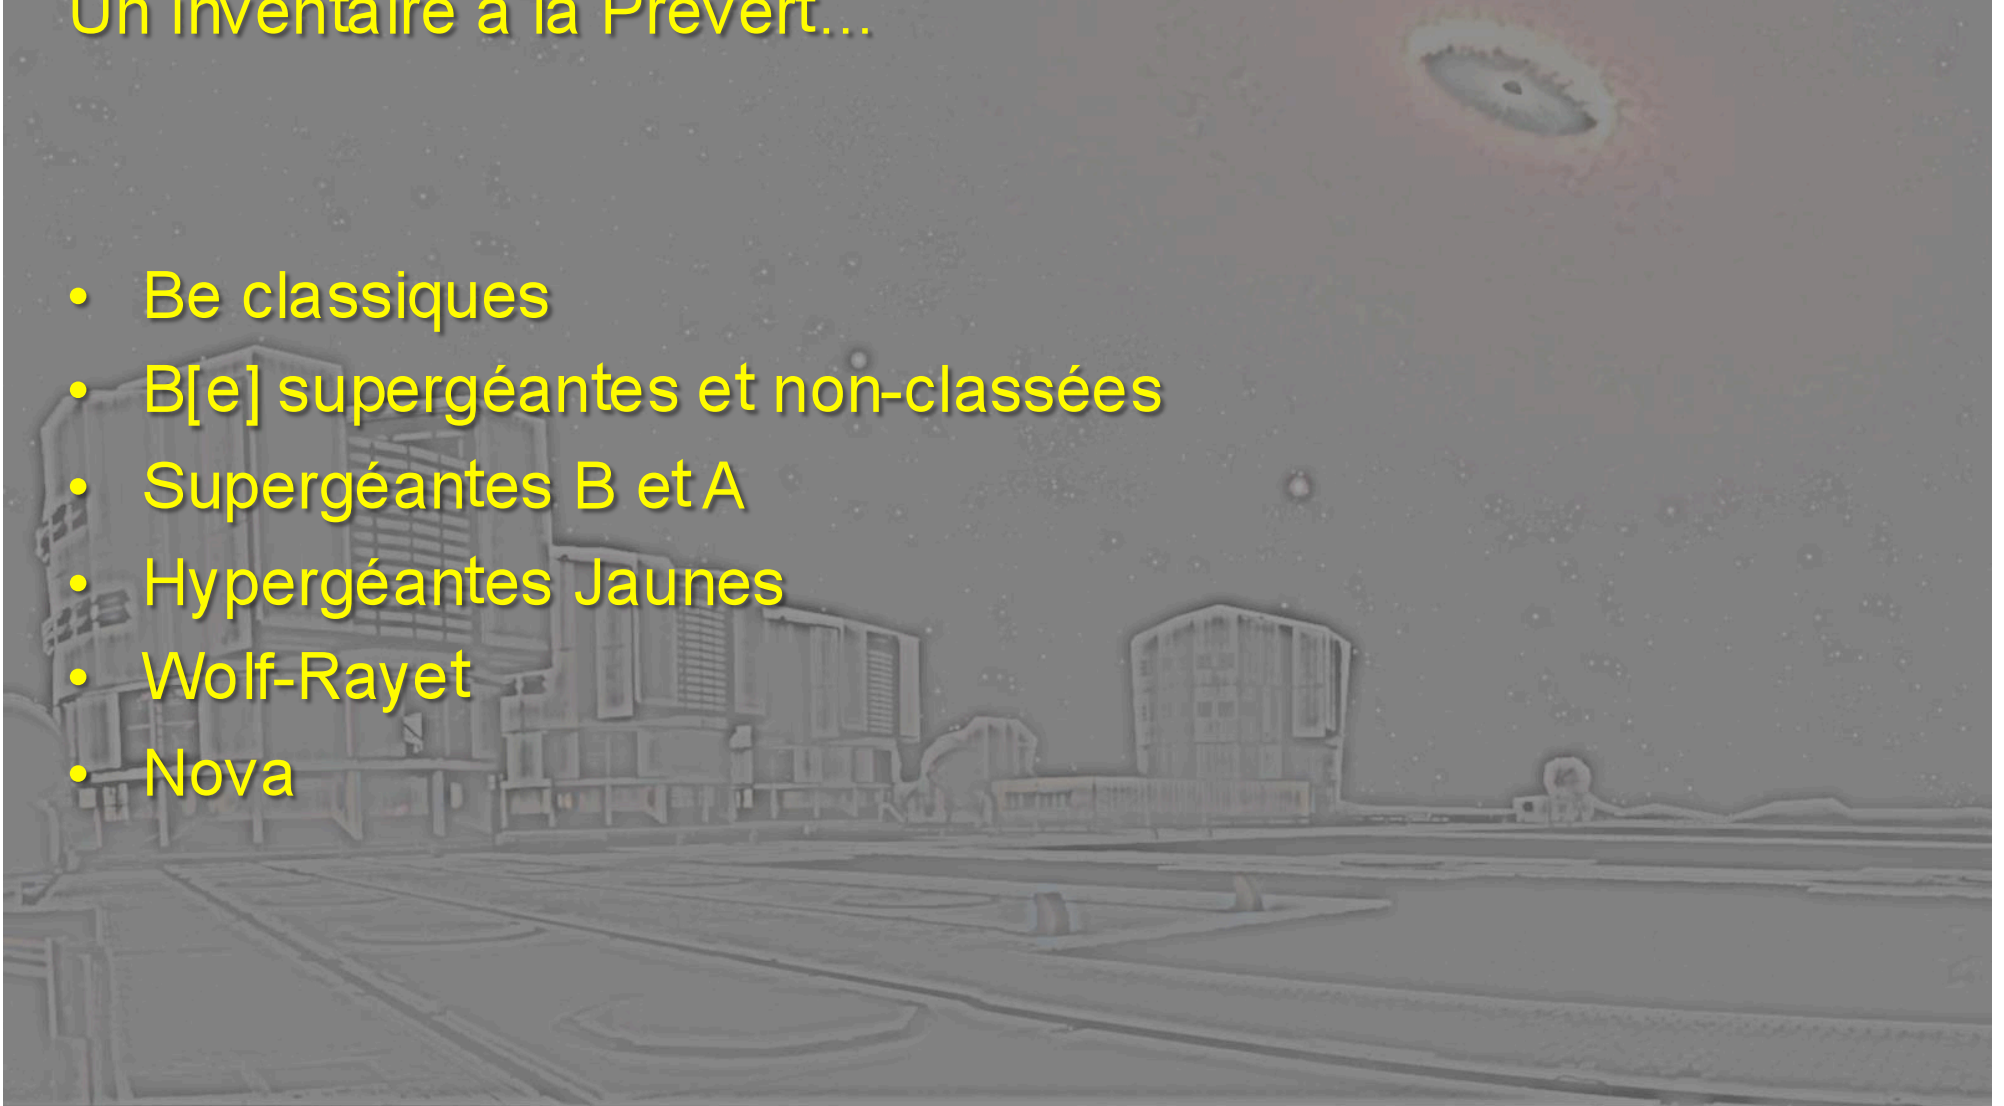 Un inventaire à la Prévert...
• Be classiques
• B[e] supergéantes et non-classées
• Supergéantes B et A
• Hypergéantes Jaunes
• Wolf-Rayet
• Nova